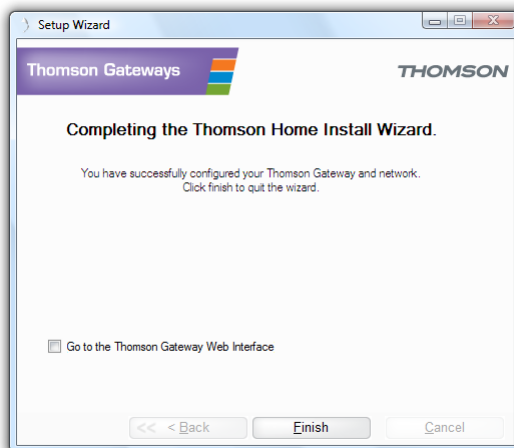 Setup Wizard
Thomson Gateways
THOMSON
Completing the Thomson Home Install Wizard.
You have successfully configured your Thomson Gateway and network.
Click finish to quit the wizard.
Go to the Thomson Gateway Web Interface
<< < Back
Finish
Cancel